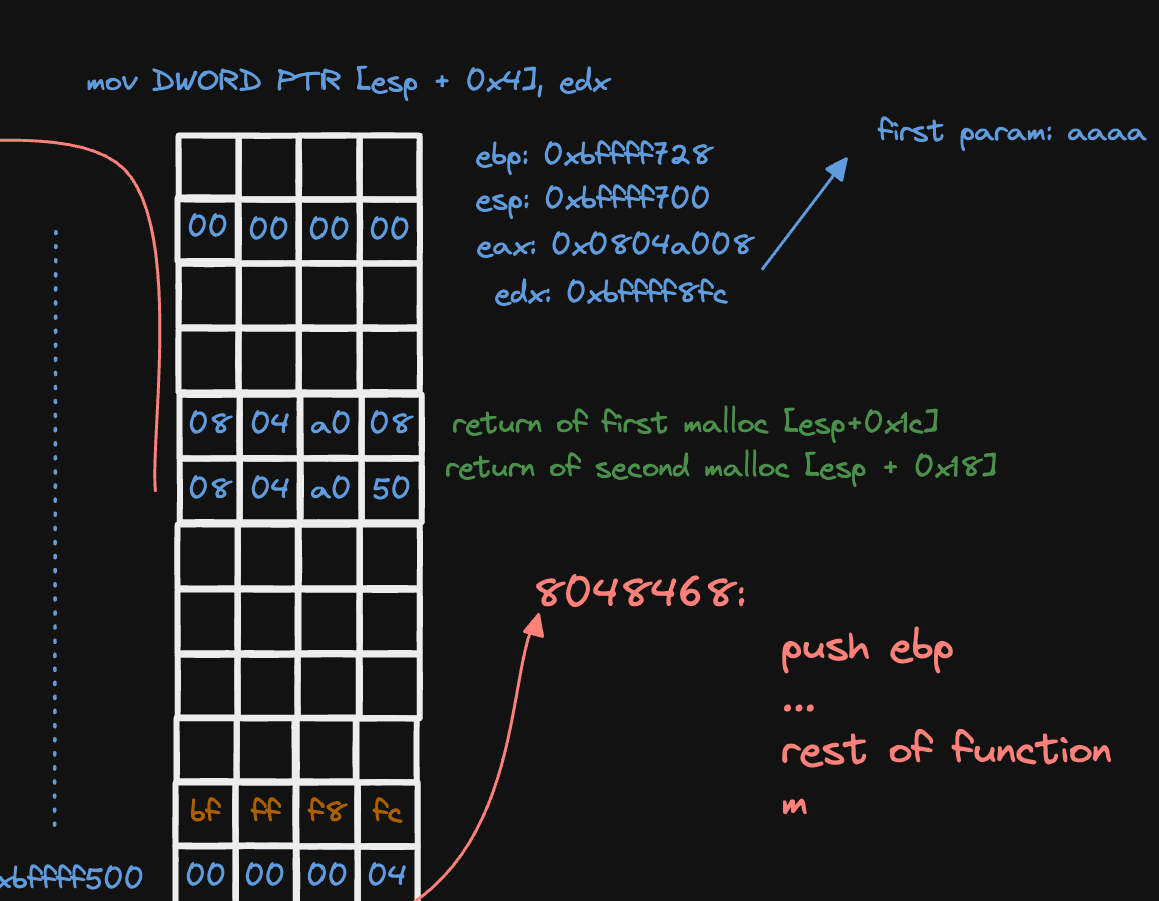 mov DWORD PTR [esp + 0x4], edx
first param: aaaa
ebp: 0xbffff728
esp: 0xbffff700
eax: 0x0804a008
edx: 0xbffff8fc
00 00 00 00
08 04 a0 08
return of first malloc [esp+0x1c]
08 04 a0 50
return of second malloc [esp + 0x18]
8048468:
push ebp
...
rest of function
m
bf ff f8 fc
xbffff500
00 00 00 04